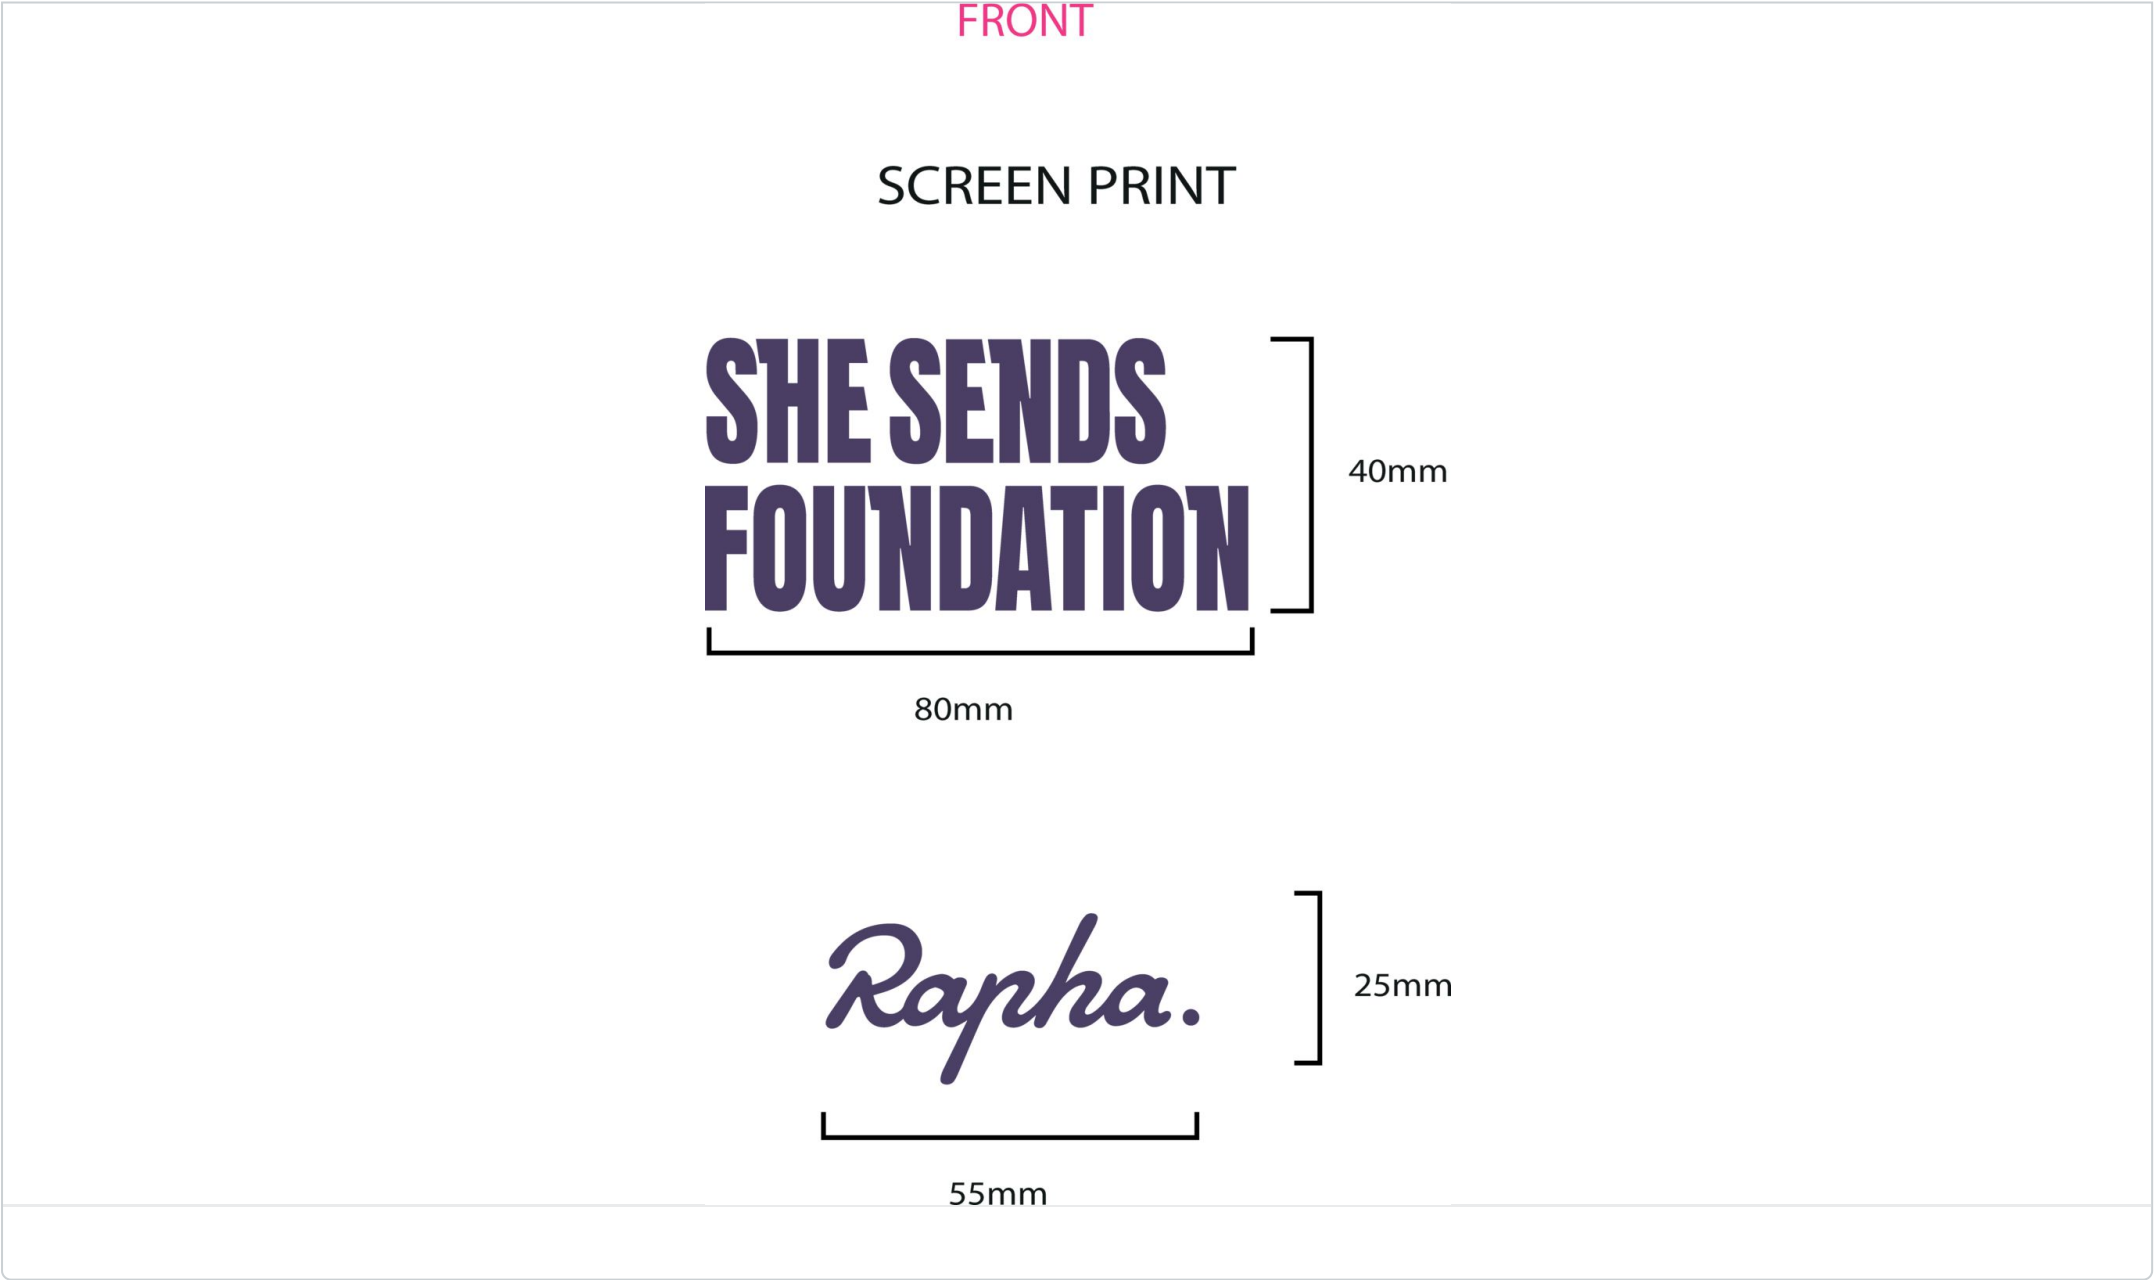 FRONT
SCREEN PRINT
SHE SENDS
FOUNDATION
40mm
80mm
Rapha.
25mm
55mm